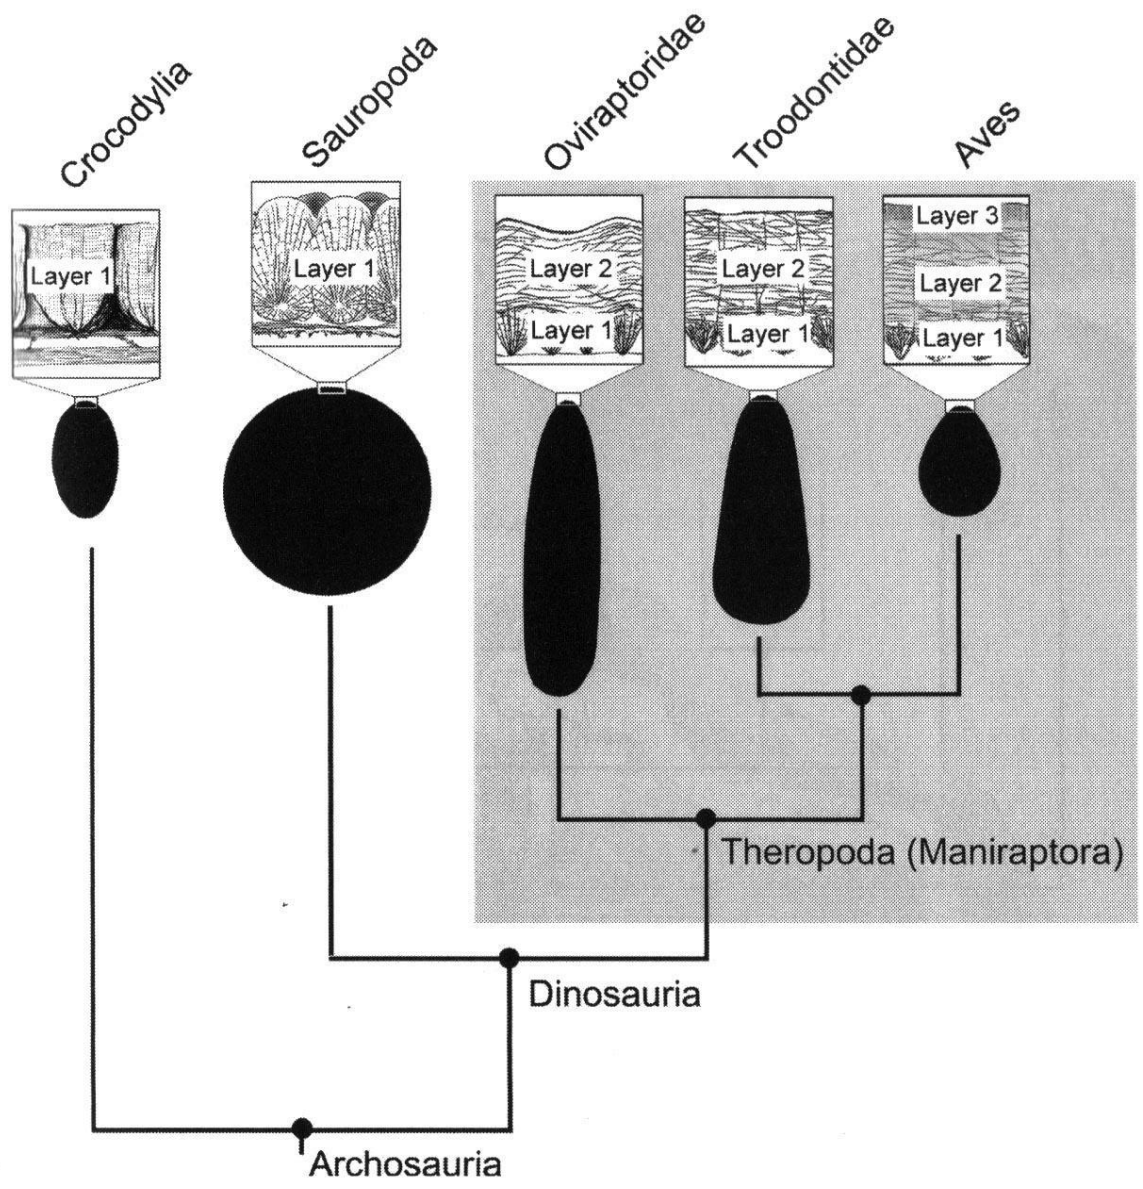 Crocodylia
Sauropoda
Oviraptoridae
Troodontidae
Aves
Layer 1
Layer 1
Layer 2
Layer 1
Layer 2
Layer 1
Layer 3
Layer 2
Layer 1
Theropoda (Maniraptora)
Dinosauria
Archosauria